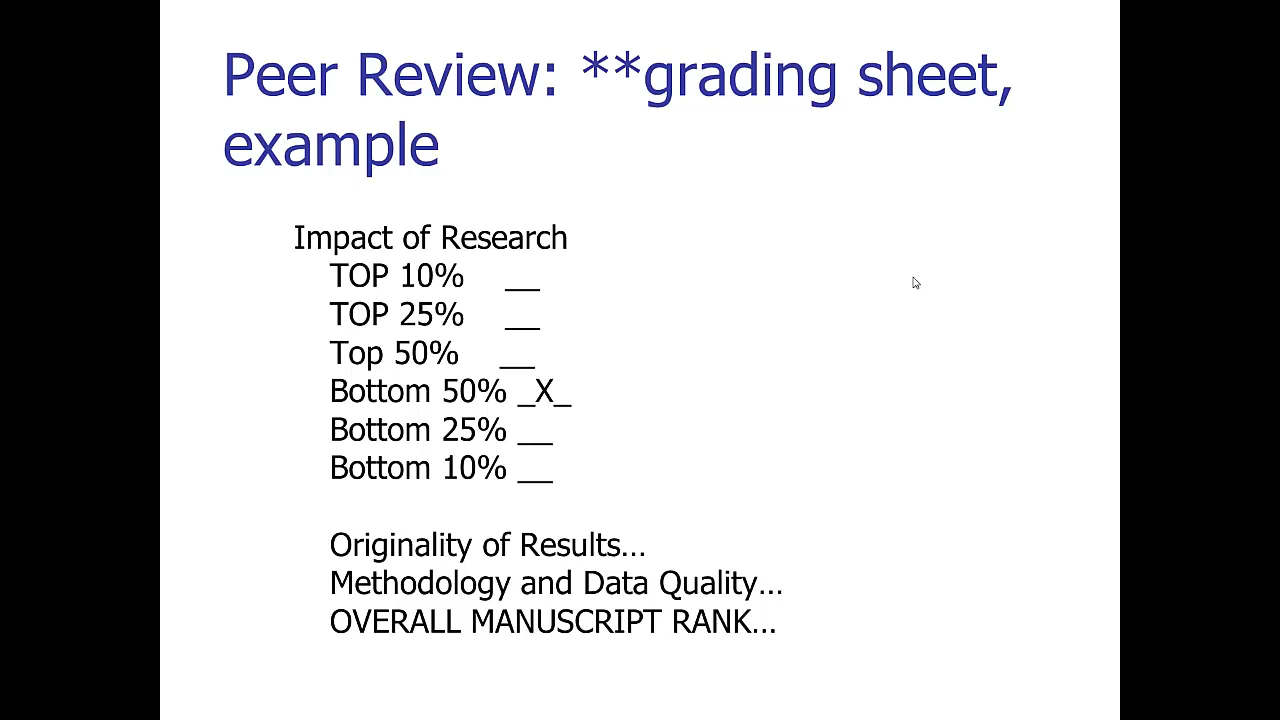 Peer Review: **grading sheet,
example
Impact of Research
TOP 10% __
TOP 25% __
Top 50% __
Bottom 50% _X_
Bottom 25% __
Bottom 10% __
Originality of Results…
Methodology and Data Quality…
OVERALL MANUSCRIPT RANK…